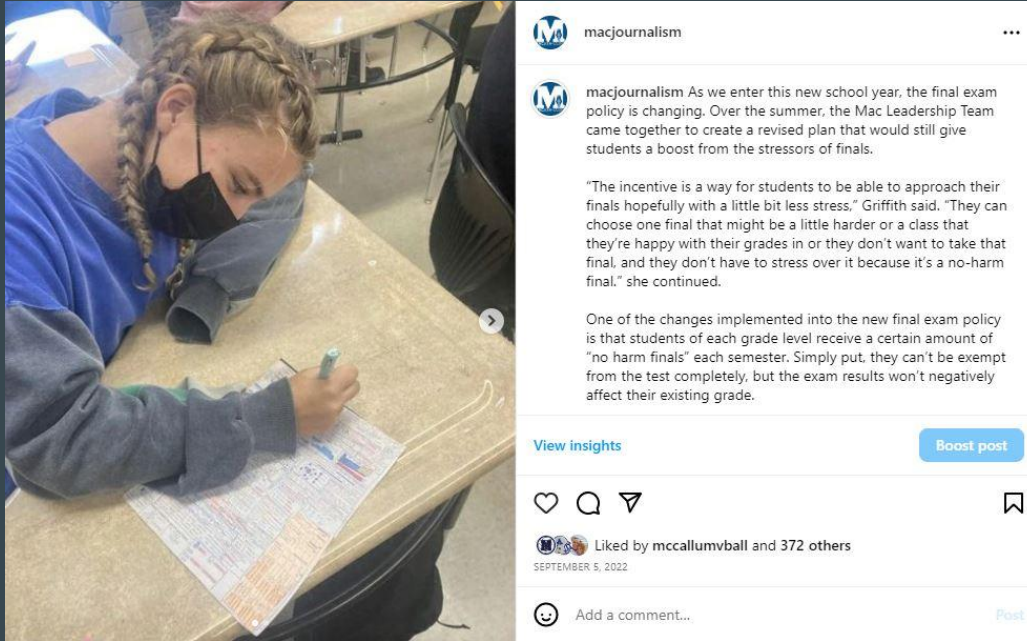 macjournalism
macjournalism As we enter this new school year, the final exam
policy is changing. Over the summer, the Mac Leadership Team
came together to create a revised plan that would still give
students a boost from the stressors of finals.
“The incentive is a way for students to be able to approach their
finals hopefully with a little bit less stress,” Griffith said. “They can
choose one final that might be a little harder or a class that
they’re happy with their grades in or they don’t want to take that
final, and they don’t have to stress over it because it’s a no-harm
final.” she continued.
One of the changes implemented into the new final exam policy
is that students of each grade level receive a certain amount of
“no harm finals” each semester. Simply put, they can’t be exempt
from the test completely, but the exam results won’t negatively
affect their existing grade.
View insights
Boost post
Liked by mccallumvball and 372 others
SEPTEMBER 5, 2022
Add a comment...
Post